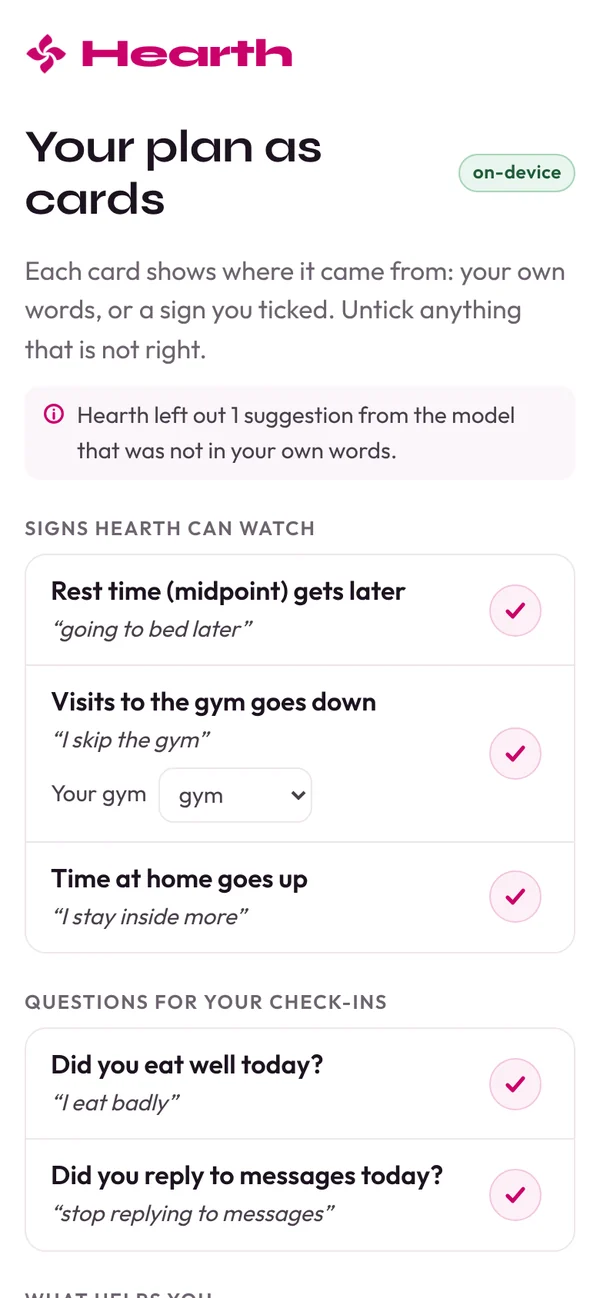 Hearth
Your plan as
cards
on-device
Each card shows where it came from: your own
words, or a sign you ticked. Untick anything
that is not right.
Hearth left out 1 suggestion from the model
that was not in your own words.
SIGNS HEARTH CAN WATCH
Rest time (midpoint) gets later
“going to bed later”
Visits to the gym goes down
“I skip the gym”
Your gym
gym
Time at home goes up
“I stay inside more”
QUESTIONS FOR YOUR CHECK-INS
Did you eat well today?
“I eat badly”
Did you reply to messages today?
“stop replying to messages”
WHAT HELPS YOU